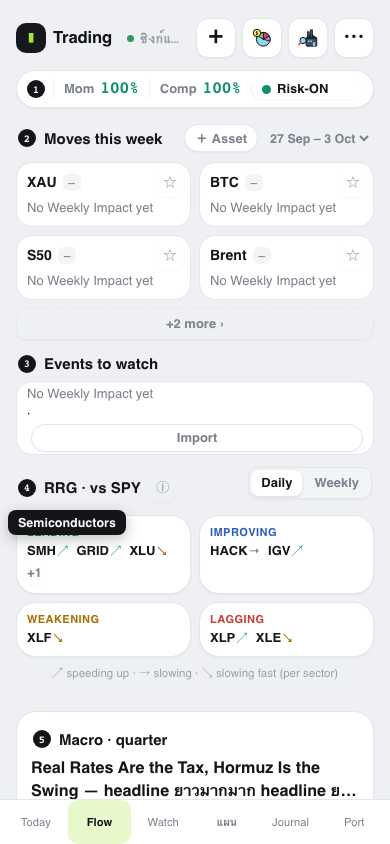 Trading
ซิงก์แ...
+
...
1 Mom 100% Comp 100% Risk-ON
2 Moves this week + Asset 27 Sep – 3 Oct
XAU –
No Weekly Impact yet
BTC –
No Weekly Impact yet
S50 –
No Weekly Impact yet
Brent –
No Weekly Impact yet
+2 more ›
3 Events to watch
No Weekly Impact yet
.
Import
4 RRG · vs SPY ⓘ Daily Weekly
Semiconductors
SMH↗ GRID↗ XLU↘
+1
IMPROVING
HACK→ IGV↗
WEAKENING
XLF↘
LAGGING
XLP↗ XLE↘
↗ speeding up · → slowing · ↘ slowing fast (per sector)
5 Macro · quarter
Real Rates Are the Tax, Hormuz Is the
Swing — headline ยาวมากมาก headline ย...
Today Flow Watch แผน Journal Port